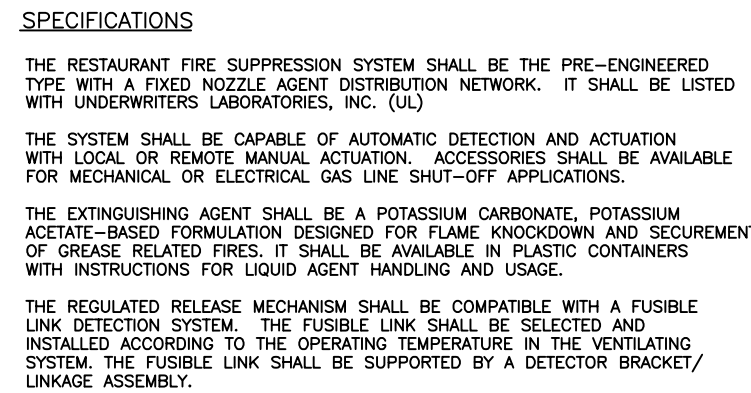 SPECIFICATIONS
THE RESTAURANT FIRE SUPPRESSION SYSTEM SHALL BE THE PRE-ENGINEERED
TYPE WITH A FIXED NOZZLE AGENT DISTRIBUTION NETWORK. IT SHALL BE LISTED
WITH UNDERWRITERS LABORATORIES, INC. (UL)
THE SYSTEM SHALL BE CAPABLE OF AUTOMATIC DETECTION AND ACTUATION
WITH LOCAL OR REMOTE MANUAL ACTUATION. ACCESSORIES SHALL BE AVAILABLE
FOR MECHANICAL OR ELECTRICAL GAS LINE SHUT-OFF APPLICATIONS.
THE EXTINGUISHING AGENT SHALL BE A POTASSIUM CARBONATE, POTASSIUM
ACETATE-BASED FORMULATION DESIGNED FOR FLAME KNOCKDOWN AND SECUREMENT
OF GREASE RELATED FIRES. IT SHALL BE AVAILABLE IN PLASTIC CONTAINERS
WITH INSTRUCTIONS FOR LIQUID AGENT HANDLING AND USAGE.
THE REGULATED RELEASE MECHANISM SHALL BE COMPATIBLE WITH A FUSIBLE
LINK DETECTION SYSTEM. THE FUSIBLE LINK SHALL BE SELECTED AND
INSTALLED ACCORDING TO THE OPERATING TEMPERATURE IN THE VENTILATING
SYSTEM. THE FUSIBLE LINK SHALL BE SUPPORTED BY A DETECTOR BRACKET/
LINKAGE ASSEMBLY.